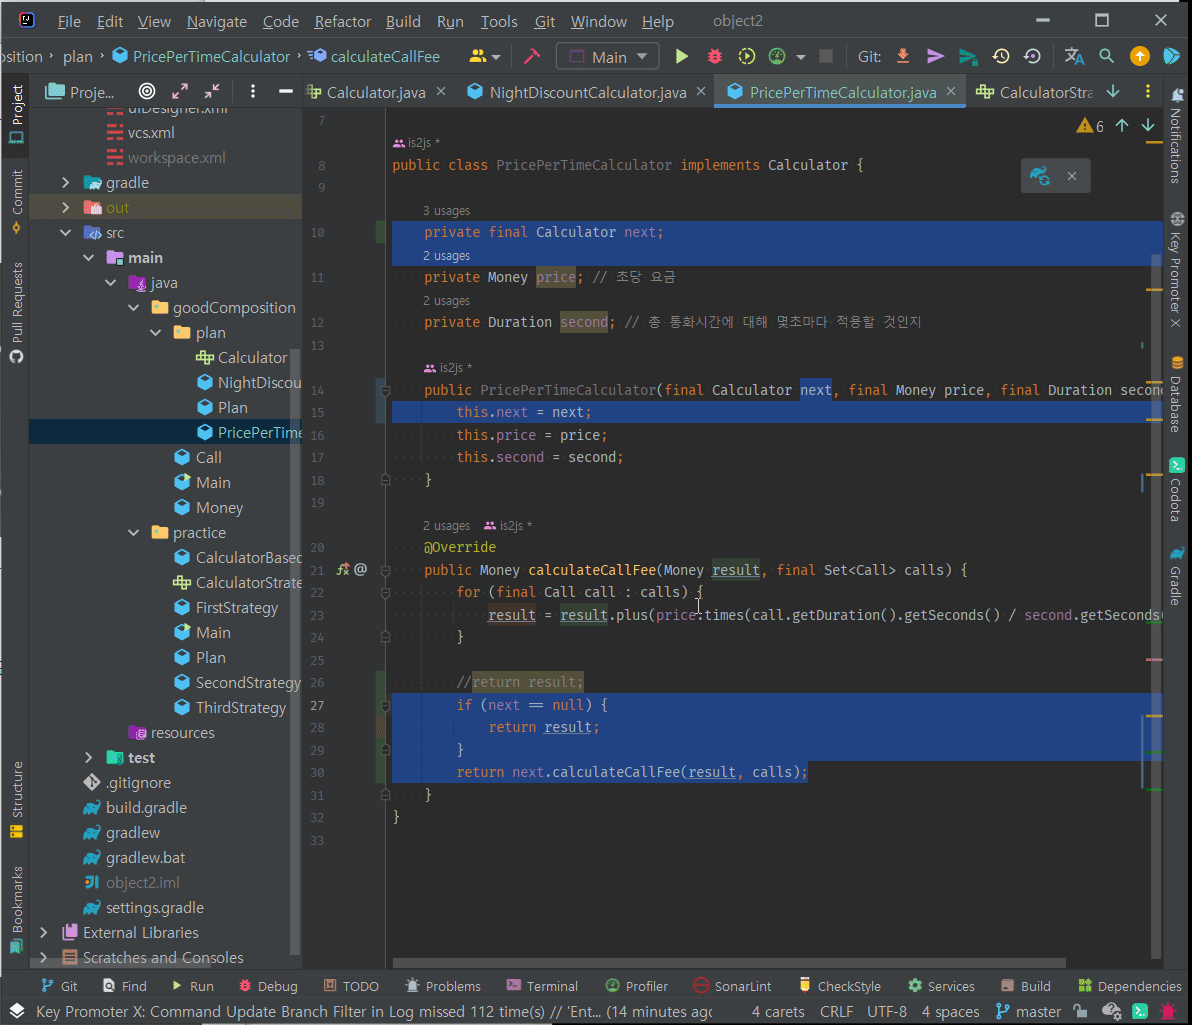 File Edit View Navigate Code Refactor Build Run Tools Git Window Help object2
osition plan PricePerTimeCalculator calculateCallFee Main Git:
Proje... Calculator.java NightDiscountCalculator.java PricePerTimeCalculator.java CalculatorStra
Project
Commit
Pull Requests
Structure
Bookmarks
uiDesigner.xml
vcs.xml
workspace.xml
gradle
out
src
main
java
goodComposition
plan
Calculator
NightDiscou
Plan
PricePerTime
Call
Main
Money
practice
CalculatorBased
CalculatorStrate
FirstStrategy
Main
Plan
SecondStrategy
ThirdStrategy
resources
test
.gitignore
build.gradle
gradlew
gradlew.bat
object2.iml
settings.gradle
External Libraries
Scratches and Consoles
6
7
is2js *
8 public class PricePerTimeCalculator implements Calculator {
9
3 usages
10 private final Calculator next;
2 usages
11 private Money price; // 초당 요금
2 usages
12 private Duration second; // 총 통화시간에 대해 몇초마다 적용할 것인지
13
is2js *
14 public PricePerTimeCalculator(final Calculator next, final Money price, final Duration secon
15 this.next = next;
16 this.price = price;
17 this.second = second;
18 }
19
2 usages is2js *
20 @Override
21 public Money calculateCallFee(Money result, final Set<Call> calls) {
22 for (final Call call : calls) {
23 result = result.plus(price.times(call.getDuration().getSeconds() / second.getSeconds(
24 }
25
26 //return result;
27 if (next == null) {
28 return result;
29 }
30 return next.calculateCallFee(result, calls);
31 }
32 }
33
Notifications
Key Promoter X
Database
Codota
Gradle
Git Find Run Debug TODO Problems Terminal Profiler SonarLint CheckStyle Services Build Dependencies
Key Promoter X: Command Update Branch Filter in Log missed 112 time(s) // 'Ent... (14 minutes agc 4 carets CRLF UTF-8 4 spaces master